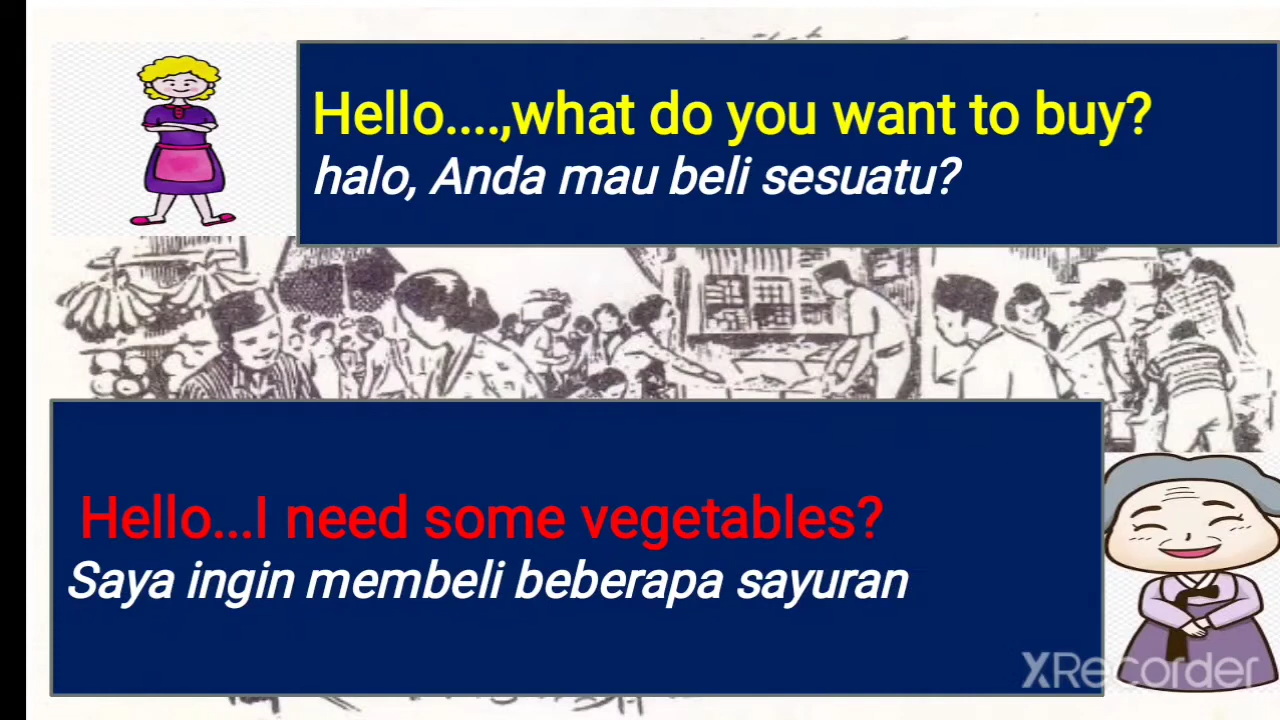 Hello....,what do you want to buy?
halo, Anda mau beli sesuatu?
Hello...I need some vegetables?
Saya ingin membeli beberapa sayuran
XRecorder